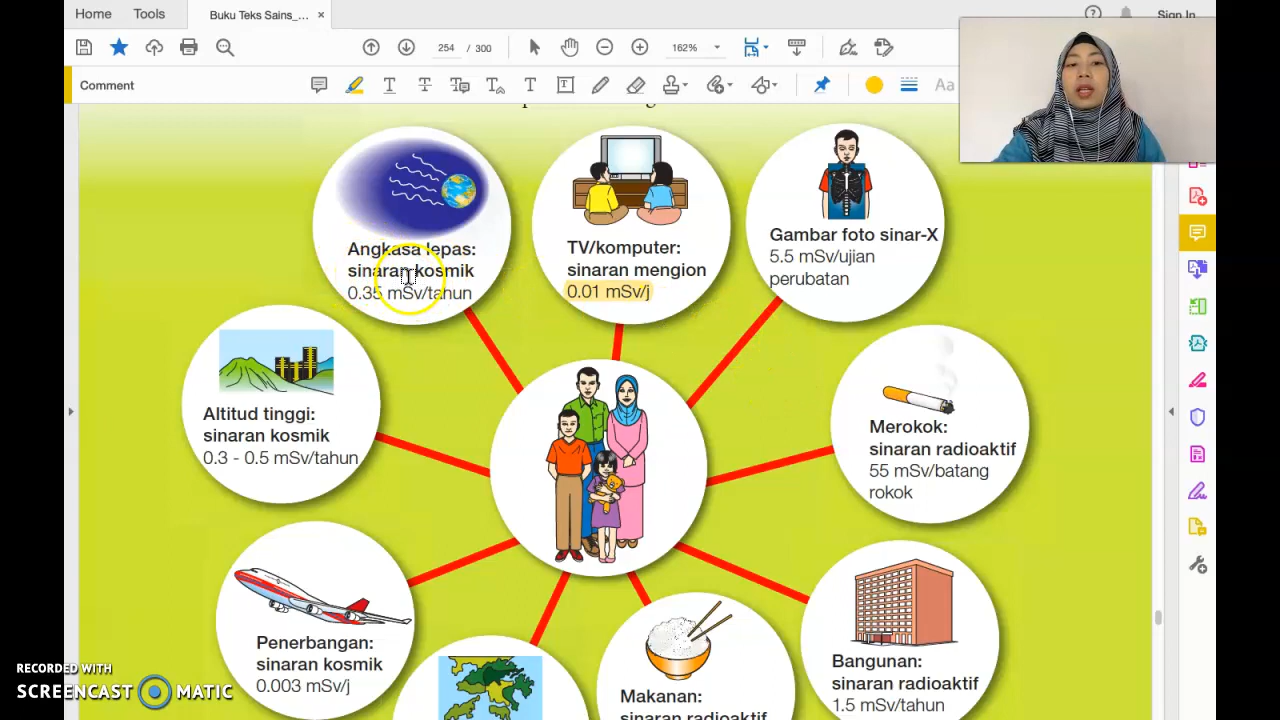 Home
Tools
Buku Teks Sains_...
×
Sign In
254 / 300
162%
Comment
Aa
Angkasa lepas:
sinaran kosmik
0.35 mSv/tahun
TV/komputer:
sinaran mengion
0.01 mSv/j
Gambar foto sinar-X
5.5 mSv/ujian
perubatan
Altitud tinggi:
sinaran kosmik
0.3 - 0.5 mSv/tahun
Merokok:
sinaran radioaktif
55 mSv/batang
rokok
Penerbangan:
sinaran kosmik
0.003 mSv/j
Makanan:
sinaran radioaktif
Bangunan:
sinaran radioaktif
1.5 mSv/tahun
RECORDED WITH
SCREENCAST MATIC